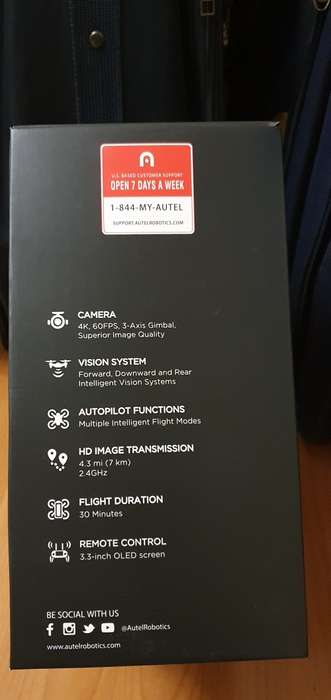 U.S. BASED CUSTOMER SUPPORT
OPEN 7 DAYS A WEEK
1-844-MY-AUTEL
SUPPORT.AUTELROBOTICS.COM
CAMERA
4K, 60FPS, 3-Axis Gimbal,
Superior Image Quality
VISION SYSTEM
Forward, Downward and Rear
Intelligent Vision Systems
AUTOPILOT FUNCTIONS
Multiple Intelligent Flight Modes
HD IMAGE TRANSMISSION
4.3 mi (7 km)
2.4GHz
FLIGHT DURATION
30 Minutes
REMOTE CONTROL
3.3-inch OLED screen
BE SOCIAL WITH US
@AutelRobotics
www.autelrobotics.com